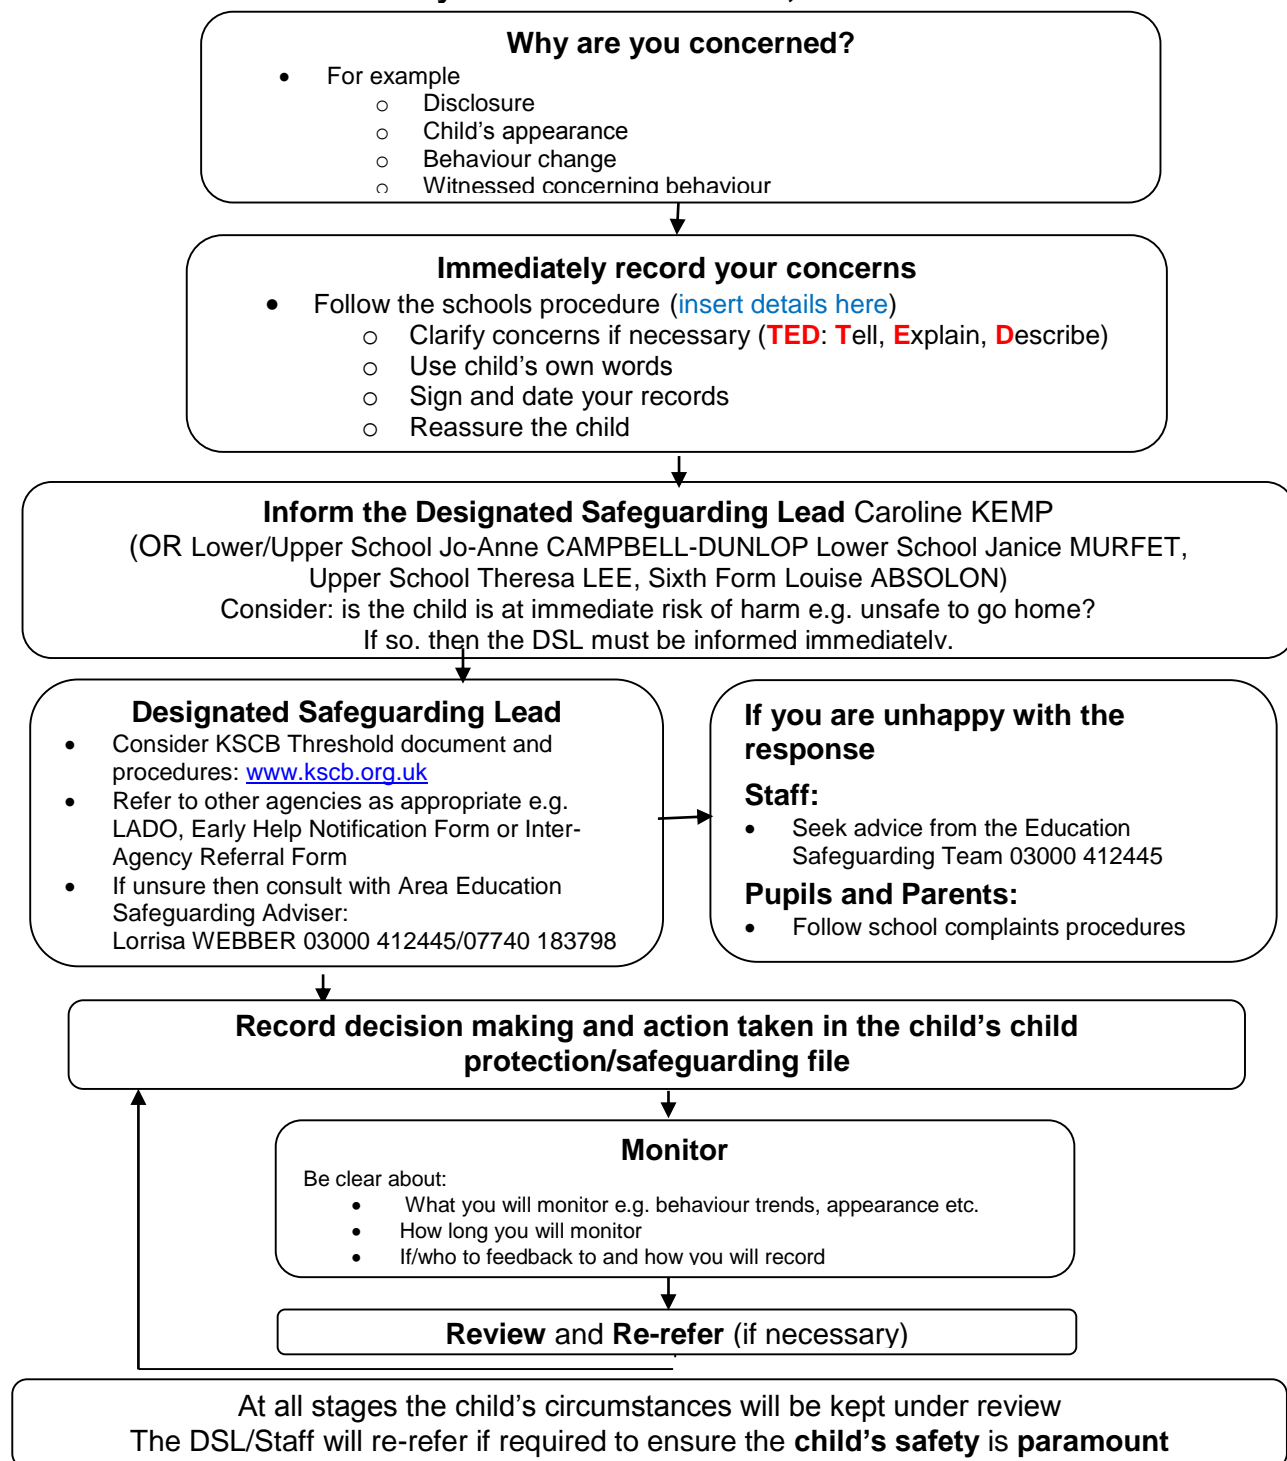 Why are you concerned?
• For example
o Disclosure
o Child's appearance
o Behaviour change
o Witnessed concerning behaviour
Immediately record your concerns
• Follow the schools procedure (insert details here)
o Clarify concerns if necessary (TED: Tell, Explain, Describe)
o Use child's own words
o Sign and date your records
o Reassure the child
Inform the Designated Safeguarding Lead Caroline KEMP
(OR Lower/Upper School Jo-Anne CAMPBELL-DUNLOP Lower School Janice MURFET,
Upper School Theresa LEE, Sixth Form Louise ABSOLON)
Consider: is the child is at immediate risk of harm e.g. unsafe to go home?
If so, then the DSL must be informed immediately.
Designated Safeguarding Lead
• Consider KSCB Threshold document and
procedures: www.kscb.org.uk
• Refer to other agencies as appropriate e.g.
LADO, Early Help Notification Form or Inter-
Agency Referral Form
• If unsure then consult with Area Education
Safeguarding Adviser:
Lorrisa WEBBER 03000 412445/07740 183798
If you are unhappy with the
response
Staff:
• Seek advice from the Education
Safeguarding Team 03000 412445
Pupils and Parents:
• Follow school complaints procedures
Record decision making and action taken in the child's child
protection/safeguarding file
Monitor
Be clear about:
• What you will monitor e.g. behaviour trends, appearance etc.
• How long you will monitor
• If/who to feedback to and how you will record
Review and Re-refer (if necessary)
At all stages the child's circumstances will be kept under review
The DSL/Staff will re-refer if required to ensure the child's safety is paramount